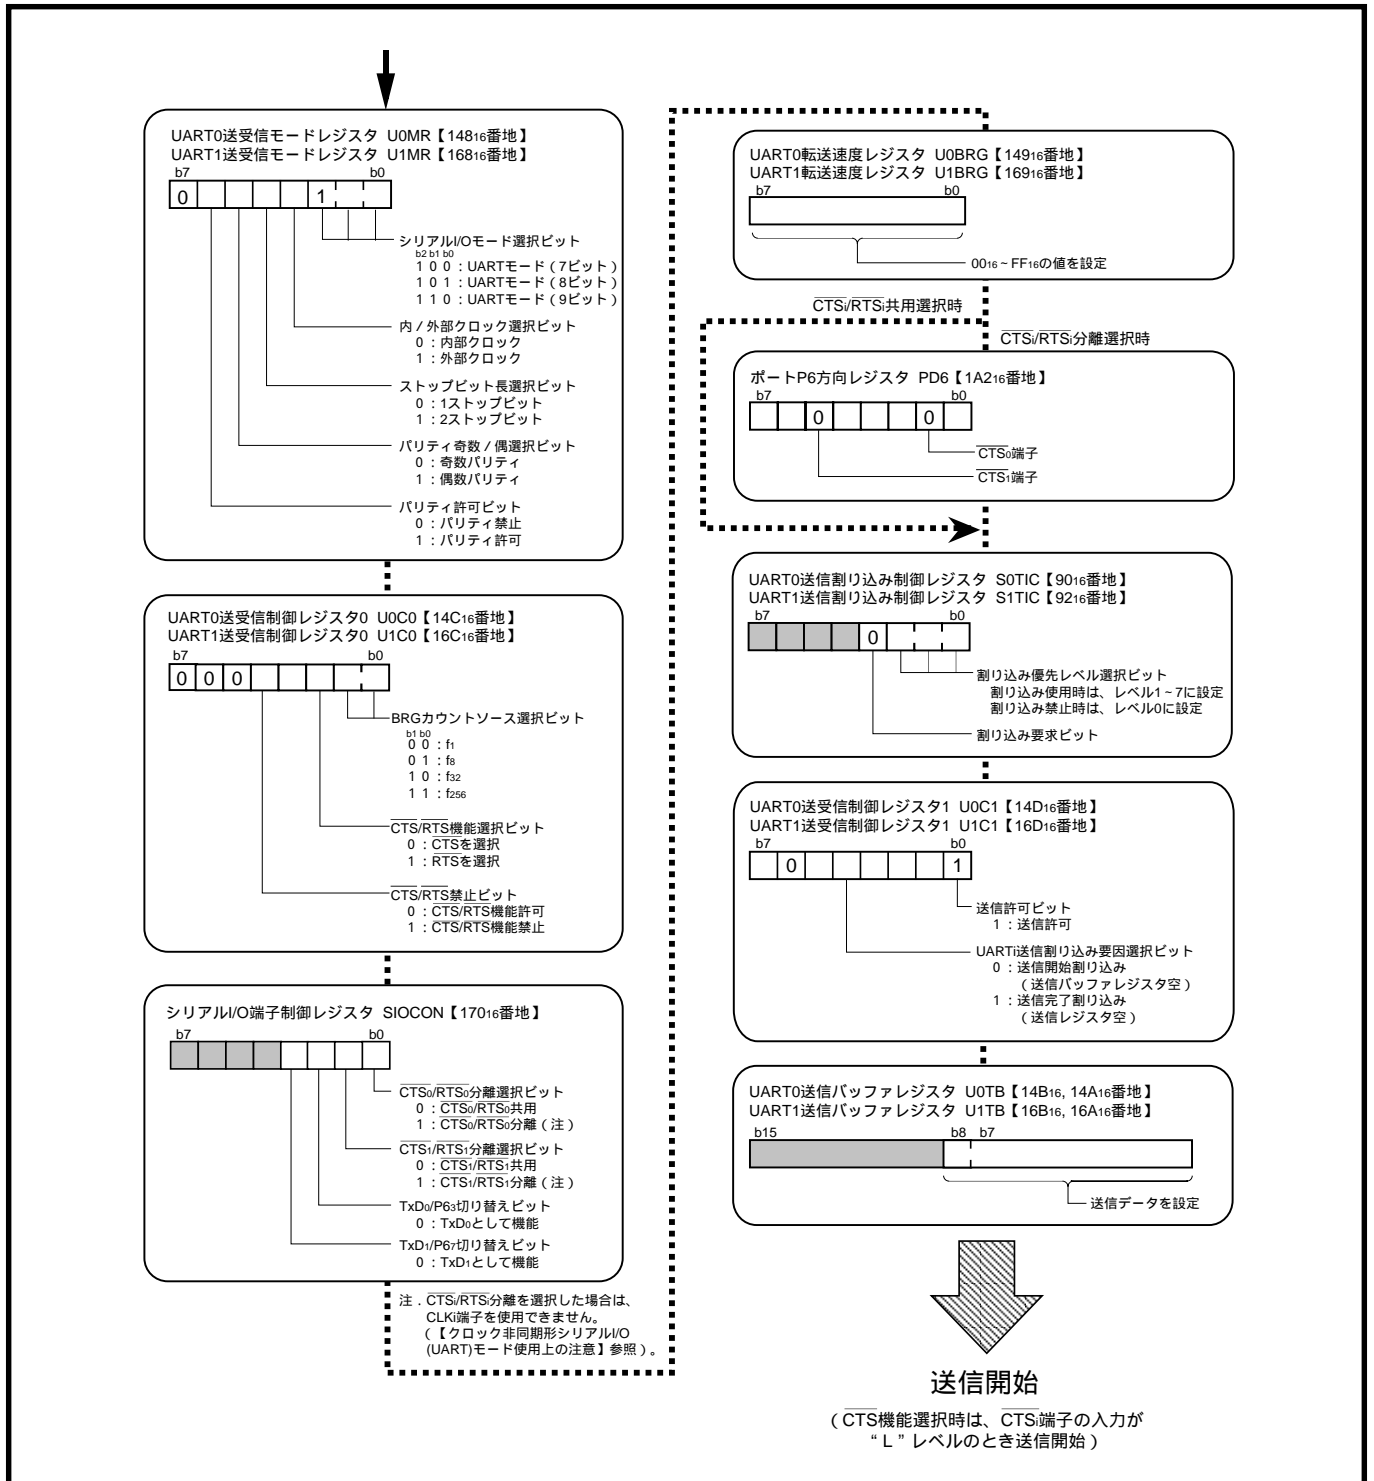 UART0送受信モードレジスタ U0MR【14816番地】
UART1送受信モードレジスタ U1MR【16816番地】
b7 b0
0 1
シリアルI/Oモード選択ビット
b2 b1 b0
1 0 0：UARTモード（7ビット）
1 0 1：UARTモード（8ビット）
1 1 0：UARTモード（9ビット）
内／外部クロック選択ビット
0：内部クロック
1：外部クロック
ストップビット長選択ビット
0：1ストップビット
1：2ストップビット
パリティ奇数／偶選択ビット
0：奇数パリティ
1：偶数パリティ
パリティ許可ビット
0：パリティ禁止
1：パリティ許可
UART0送受信制御レジスタ0 U0C0【14C16番地】
UART1送受信制御レジスタ0 U1C0【16C16番地】
b7 b0
0 0 0
BRGカウントソース選択ビット
b1 b0
0 0：f1
0 1：f8
1 0：f32
1 1：f256
CTS/RTS機能選択ビット
0：CTSを選択
1：RTSを選択
CTS/RTS禁止ビット
0：CTS/RTS機能許可
1：CTS/RTS機能禁止
シリアルI/O端子制御レジスタ SIOCON【17016番地】
b7 b0
CTS0/RTS0分離選択ビット
0：CTS0/RTS0共用
1：CTS0/RTS0分離（注）
CTS1/RTS1分離選択ビット
0：CTS1/RTS1共用
1：CTS1/RTS1分離（注）
TxD0/P63切り替えビット
0：TxD0として機能
TxD1/P67切り替えビット
0：TxD1として機能
注．CTSi/RTSi分離を選択した場合は、
CLKi端子を使用できません。
（【クロック非同期形シリアルI/O
(UART)モード使用上の注意】参照）。
UART0転送速度レジスタ U0BRG【14916番地】
UART1転送速度レジスタ U1BRG【16916番地】
b7 b0
0016～FF16の値を設定
CTSi/RTSi共用選択時
CTSi/RTSi分離選択時
ポートP6方向レジスタ PD6【1A216番地】
b7 b0
0 0
CTS0端子
CTS1端子
UART0送信割り込み制御レジスタ S0TIC【9016番地】
UART1送信割り込み制御レジスタ S1TIC【9216番地】
b7 b0
0
割り込み優先レベル選択ビット
割り込み使用時は、レベル1～7に設定
割り込み禁止時は、レベル0に設定
割り込み要求ビット
UART0送受信制御レジスタ1 U0C1【14D16番地】
UART1送受信制御レジスタ1 U1C1【16D16番地】
b7 b0
0 1
送信許可ビット
1：送信許可
UARTi送信割り込み要因選択ビット
0：送信開始割り込み
（送信バッファレジスタ空）
1：送信完了割り込み
（送信レジスタ空）
UART0送信バッファレジスタ U0TB【14B16, 14A16番地】
UART1送信バッファレジスタ U1TB【16B16, 16A16番地】
b15 b8 b7
送信データを設定
送信開始
（CTS機能選択時は、CTSi端子の入力が
“L”レベルのとき送信開始）